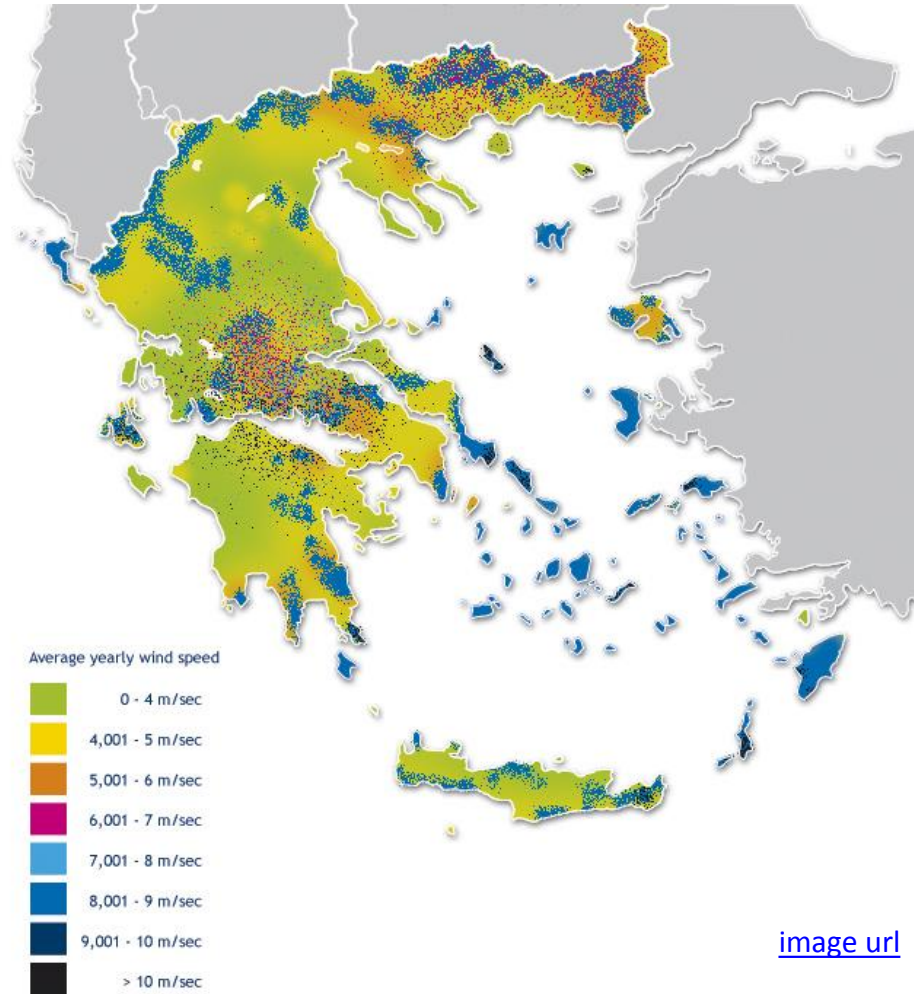 Average yearly wind speed
0 - 4 m/sec
4,001 - 5 m/sec
5,001 - 6 m/sec
6,001 - 7 m/sec
7,001 - 8 m/sec
8,001 - 9 m/sec
9,001 - 10 m/sec
> 10 m/sec
image url